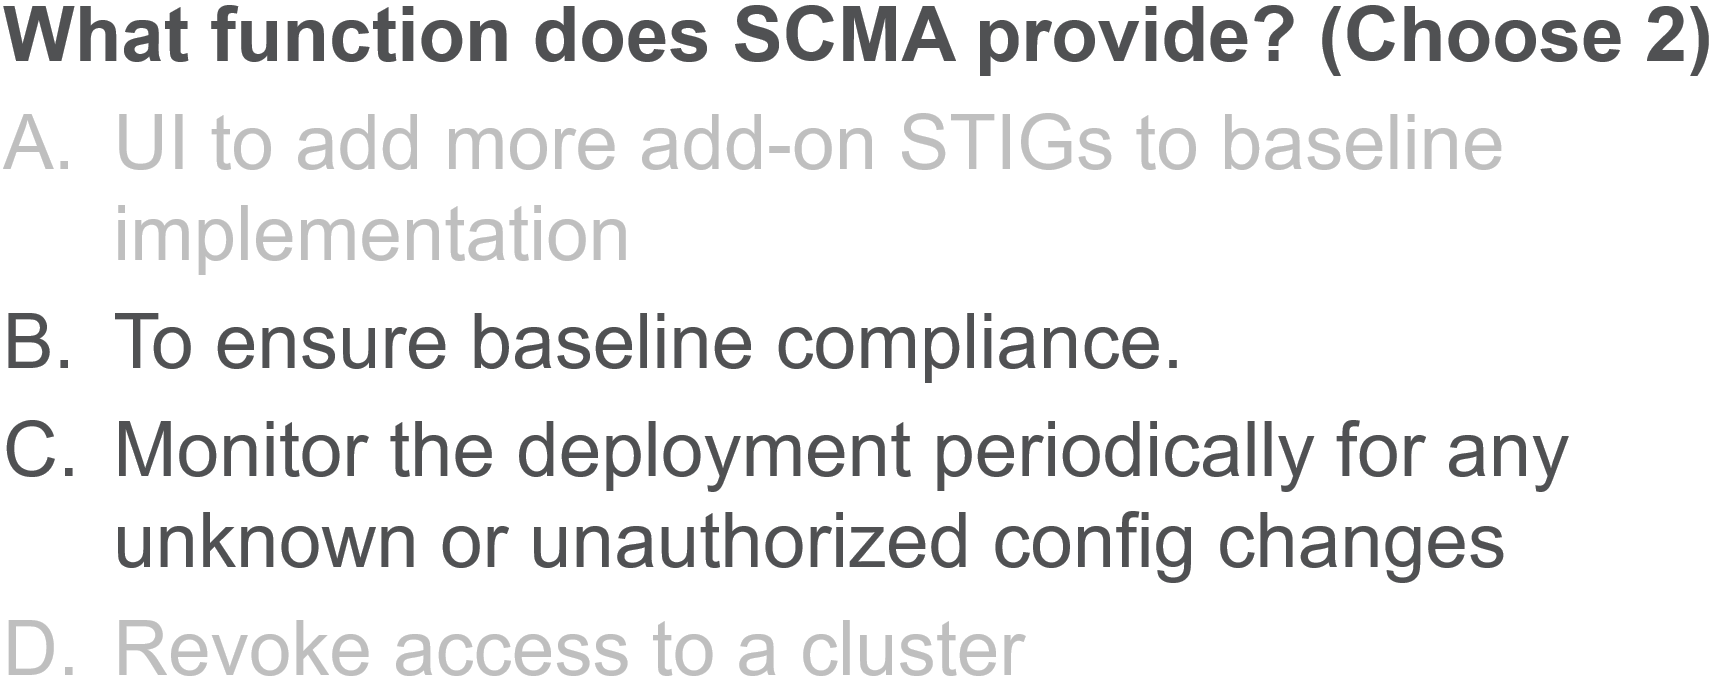 What function does SCMA provide? (Choose 2)
A. UI to add more add-on STIGs to baseline
implementation
B. To ensure baseline compliance.
C. Monitor the deployment periodically for any
unknown or unauthorized config changes
D. Revoke access to a cluster